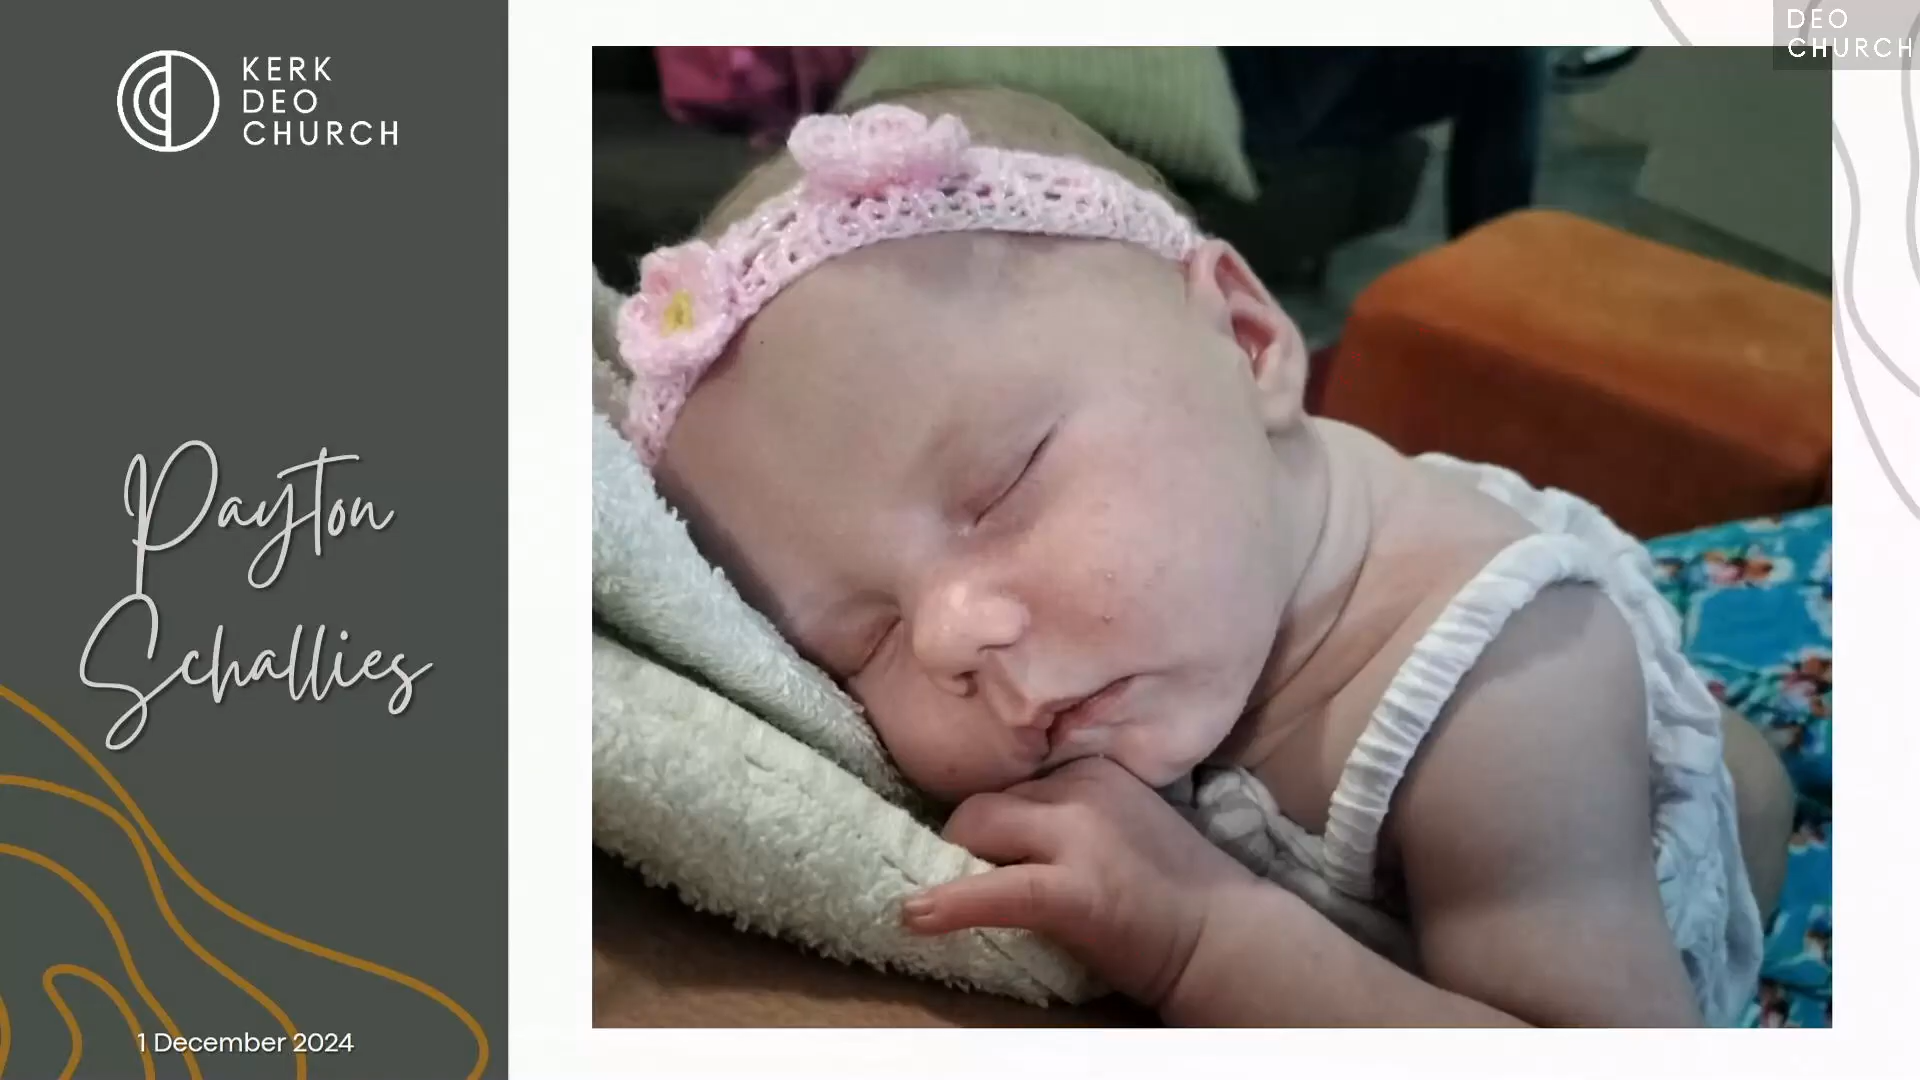 KERK
DEO
CHURCH
DEO
CHURCH
Payton
Schallies
1 December 2024